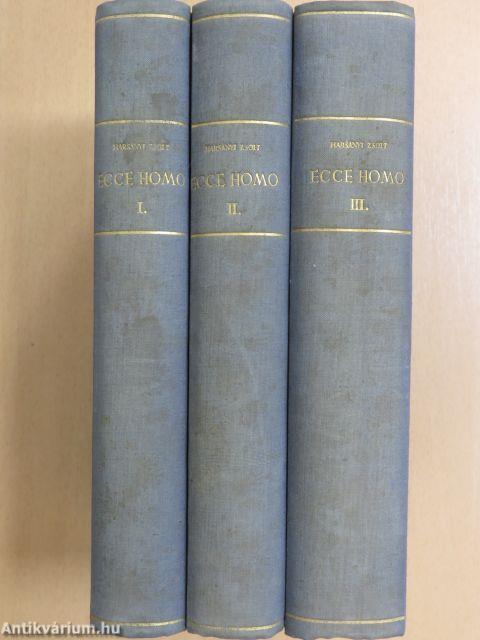 HARSÁNYI ZSOLT
ECCE HOMO
I.
HARSÁNYI ZSOLT
ECCE HOMO
II.
HARSÁNYI ZSOLT
ECCE HOMO
III.
Antikvárium.hu